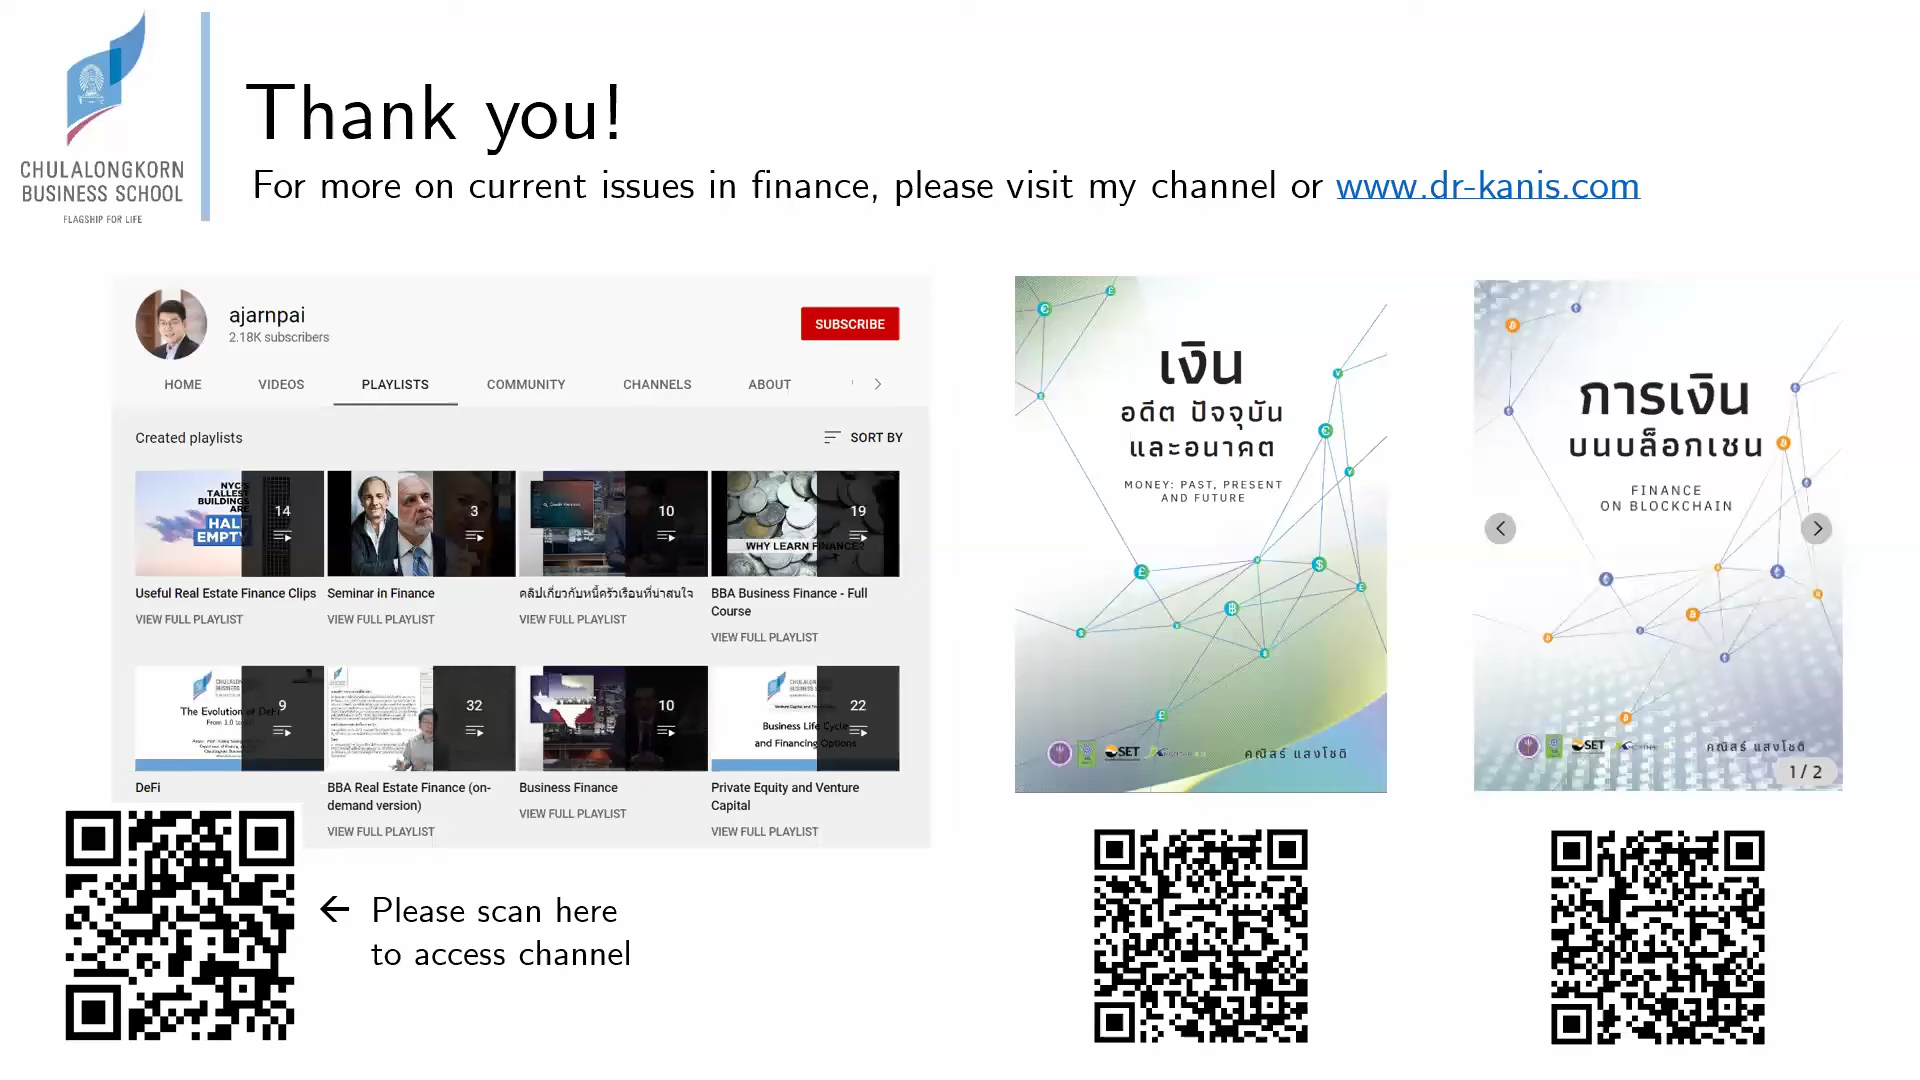 CHULALONGKORN
BUSINESS SCHOOL
FLAGSHIP FOR LIFE
Thank you!
For more on current issues in finance, please visit my channel or www.dr-kanis.com
ajarnpai
2.18K subscribers
SUBSCRIBE
HOME VIDEOS PLAYLISTS COMMUNITY CHANNELS ABOUT
Created playlists
SORT BY
NYC'S
TALLEST
BUILDINGS
ARE
HALF
EMPTY
14
3
10
WHY LEARN FINANCE?
19
Useful Real Estate Finance Clips
VIEW FULL PLAYLIST
Seminar in Finance
VIEW FULL PLAYLIST
คลิปเกี่ยวกับหนี้ครัวเรือนที่น่าสนใจ
VIEW FULL PLAYLIST
BBA Business Finance - Full
Course
VIEW FULL PLAYLIST
The Evolution of DeFi
9
32
10
Business Life Cycle
and Financing Options
22
DeFi
BBA Real Estate Finance (on-
demand version)
VIEW FULL PLAYLIST
Business Finance
VIEW FULL PLAYLIST
Private Equity and Venture
Capital
VIEW FULL PLAYLIST
← Please scan here
to access channel
เงิน
อดีต ปัจจุบัน
และอนาคต
MONEY: PAST, PRESENT
AND FUTURE
SET
คณิสร์ แสงโชติ
การเงิน
บนบล็อกเชน
FINANCE
ON BLOCKCHAIN
SET
คณิสร์ แสงโชติ
1 / 2